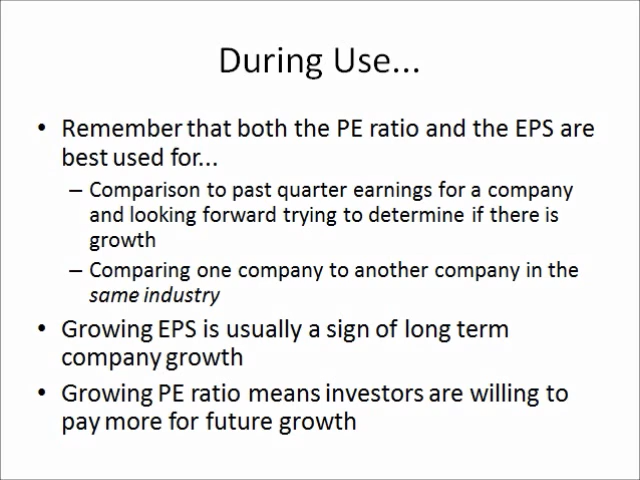 During Use...
• Remember that both the PE ratio and the EPS are
best used for...
– Comparison to past quarter earnings for a company
and looking forward trying to determine if there is
growth
– Comparing one company to another company in the
same industry
• Growing EPS is usually a sign of long term
company growth
• Growing PE ratio means investors are willing to
pay more for future growth